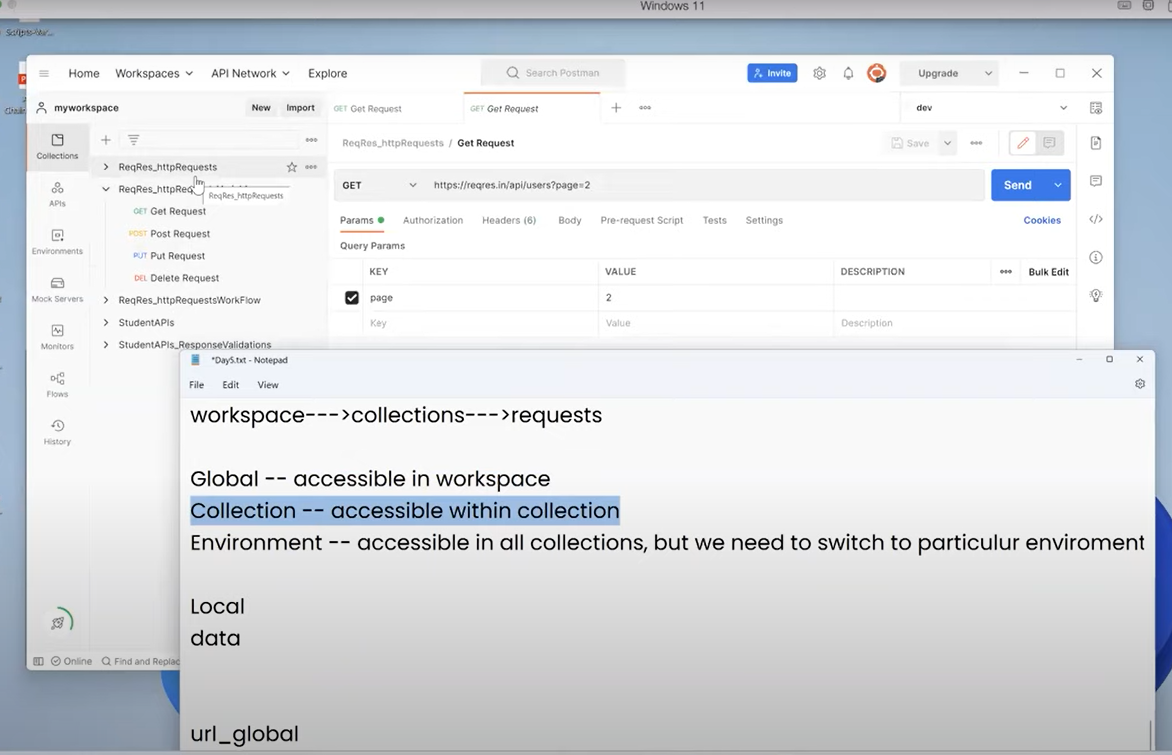 Windows 11
Home Workspaces API Network Explore Search Postman Invite Upgrade
myworkspace New Import GET Get Request GET Get Request dev
Collections
APIs
Environments
Mock Servers
Monitors
Flows
History
ReqRes_httpRequests
ReqRes_httpRequests
GET Get Request
POST Post Request
PUT Put Request
DEL Delete Request
ReqRes_httpRequestsWorkFlow
StudentAPIs
StudentAPIs_ResponseValidations
Online Find and Replac
ReqRes_httpRequests / Get Request Save
GET https://reqres.in/api/users?page=2 Send
Params Authorization Headers (6) Body Pre-request Script Tests Settings Cookies
Query Params
KEY VALUE DESCRIPTION Bulk Edit
page 2
Key Value Description
*Day5.txt - Notepad
File Edit View
workspace--->collections--->requests
Global -- accessible in workspace
Collection -- accessible within collection
Environment -- accessible in all collections, but we need to switch to particulur enviroment
Local
data
url_global